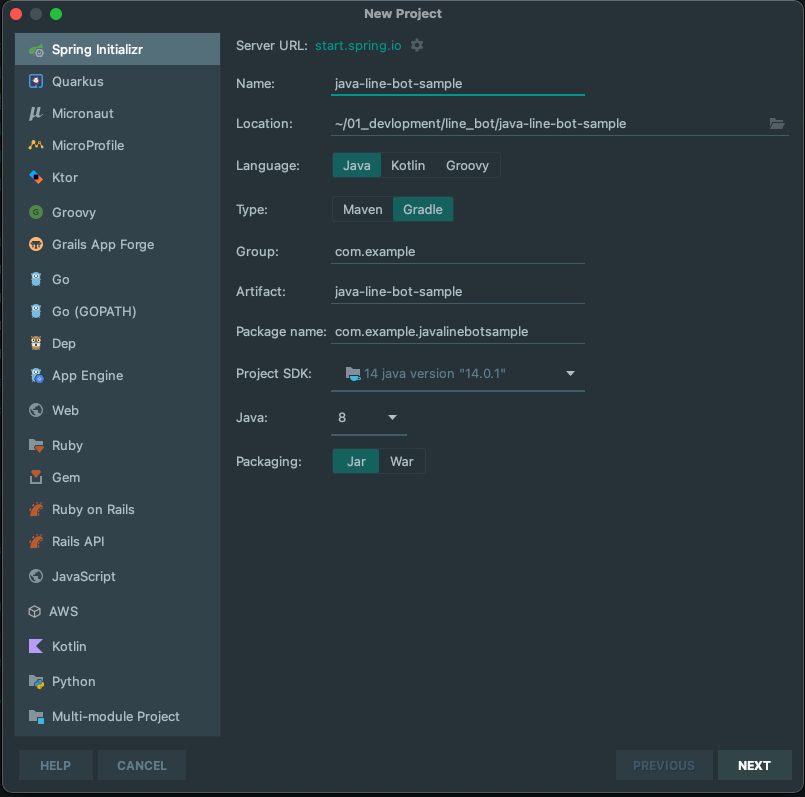 New Project
Spring Initializr
Quarkus
Micronaut
MicroProfile
Ktor
Groovy
Grails App Forge
Go
Go (GOPATH)
Dep
App Engine
Web
Ruby
Gem
Ruby on Rails
Rails API
JavaScript
AWS
Kotlin
Python
Multi-module Project
Server URL: start.spring.io
Name: java-line-bot-sample
Location: ~/01_devlopment/line_bot/java-line-bot-sample
Language: Java Kotlin Groovy
Type: Maven Gradle
Group: com.example
Artifact: java-line-bot-sample
Package name: com.example.javalinebotsample
Project SDK: 14 java version "14.0.1"
Java: 8
Packaging: Jar War
HELP CANCEL PREVIOUS NEXT